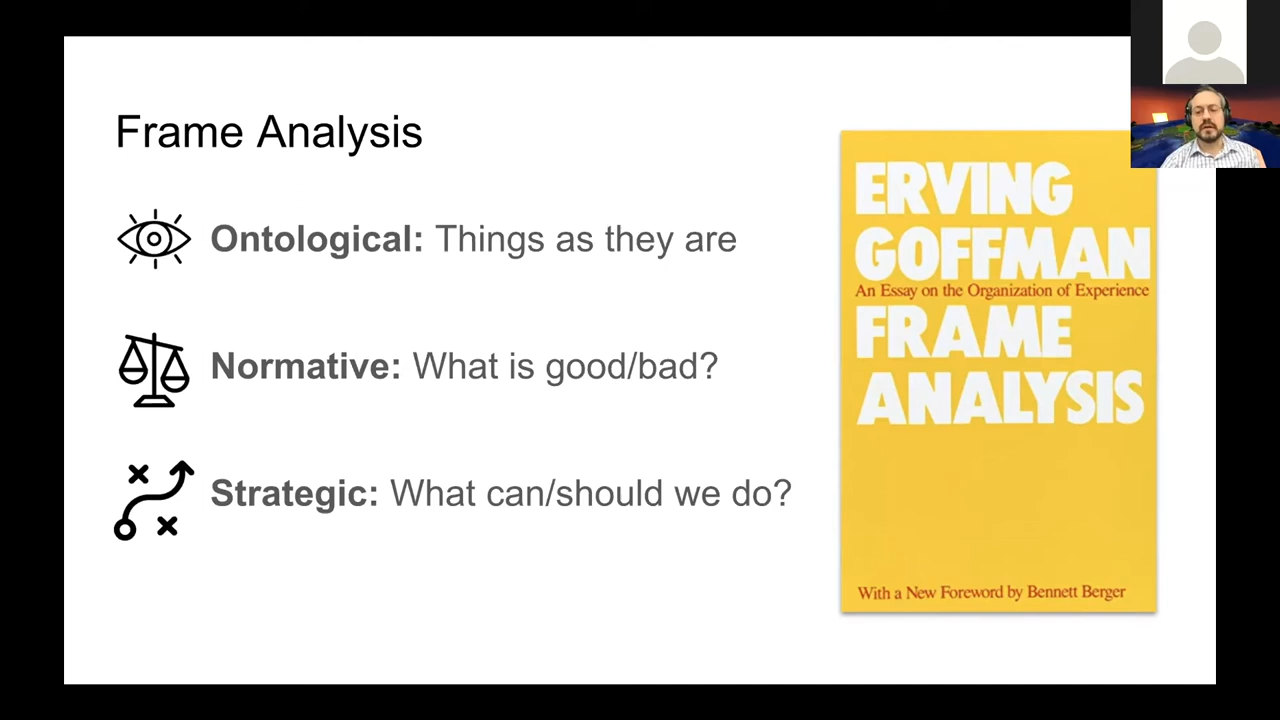 Frame Analysis
Ontological: Things as they are
Normative: What is good/bad?
Strategic: What can/should we do?
ERVING
GOFFMAN
An Essay on the Organization of Experience
FRAME
ANALYSIS
With a New Foreword by Bennett Berger